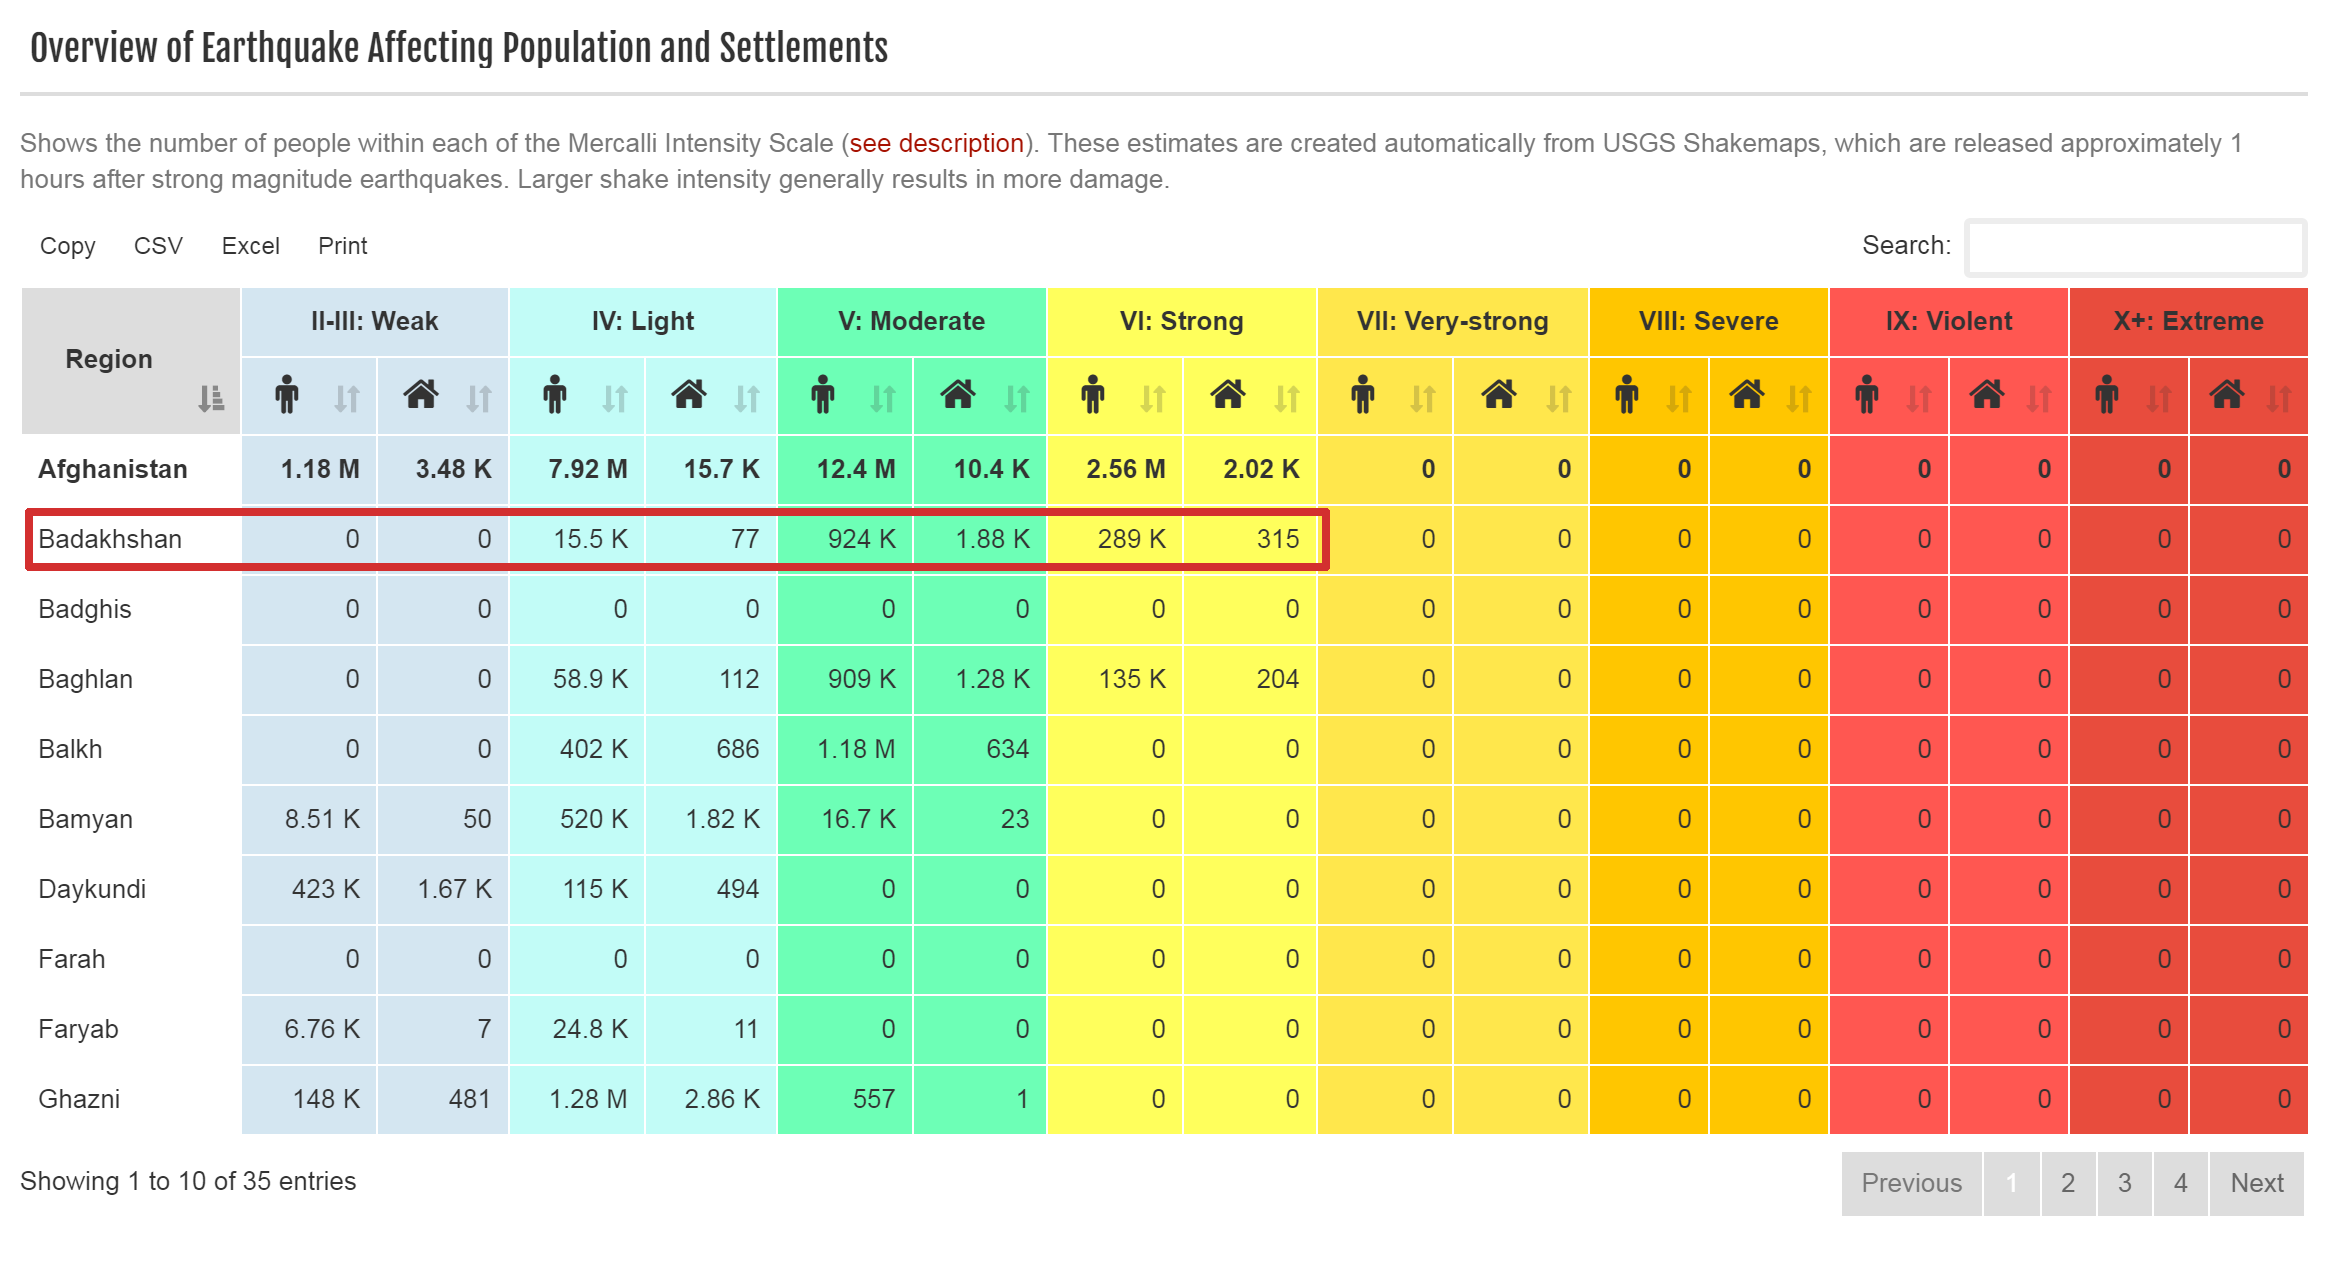 Overview of Earthquake Affecting Population and Settlements
Shows the number of people within each of the Mercalli Intensity Scale (see description). These estimates are created automatically from USGS Shakemaps, which are released approximately 1
hours after strong magnitude earthquakes. Larger shake intensity generally results in more damage.
Copy CSV Excel Print Search:
Region II-III: Weak IV: Light V: Moderate VI: Strong VII: Very-strong VIII: Severe IX: Violent X+: Extreme
Afghanistan 1.18 M 3.48 K 7.92 M 15.7 K 12.4 M 10.4 K 2.56 M 2.02 K 0 0 0 0 0 0 0 0
Badakhshan 0 0 15.5 K 77 924 K 1.88 K 289 K 315 0 0 0 0 0 0 0 0
Badghis 0 0 0 0 0 0 0 0 0 0 0 0 0 0 0 0
Baghlan 0 0 58.9 K 112 909 K 1.28 K 135 K 204 0 0 0 0 0 0 0 0
Balkh 0 0 402 K 686 1.18 M 634 0 0 0 0 0 0 0 0 0 0
Bamyan 8.51 K 50 520 K 1.82 K 16.7 K 23 0 0 0 0 0 0 0 0 0 0
Daykundi 423 K 1.67 K 115 K 494 0 0 0 0 0 0 0 0 0 0 0 0
Farah 0 0 0 0 0 0 0 0 0 0 0 0 0 0 0 0
Faryab 6.76 K 7 24.8 K 11 0 0 0 0 0 0 0 0 0 0 0 0
Ghazni 148 K 481 1.28 M 2.86 K 557 1 0 0 0 0 0 0 0 0 0 0
Showing 1 to 10 of 35 entries Previous 1 2 3 4 Next